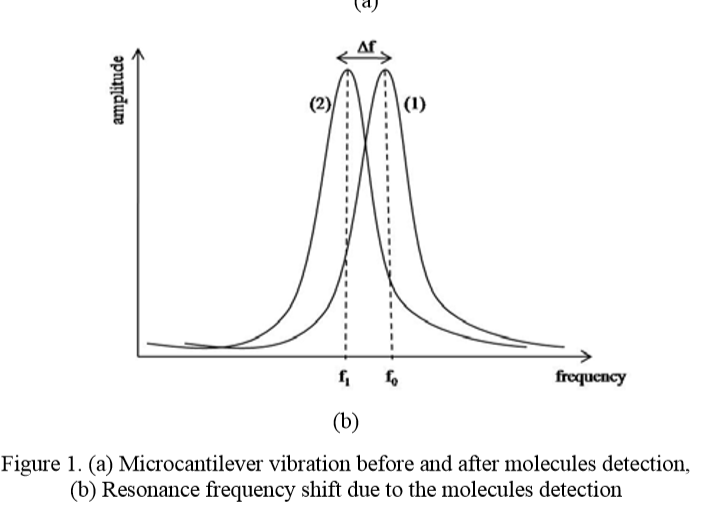 (a)
Δf
amplitude
(2)
(1)
f₁
f₀
frequency
(b)
Figure 1. (a) Microcantilever vibration before and after molecules detection,
(b) Resonance frequency shift due to the molecules detection